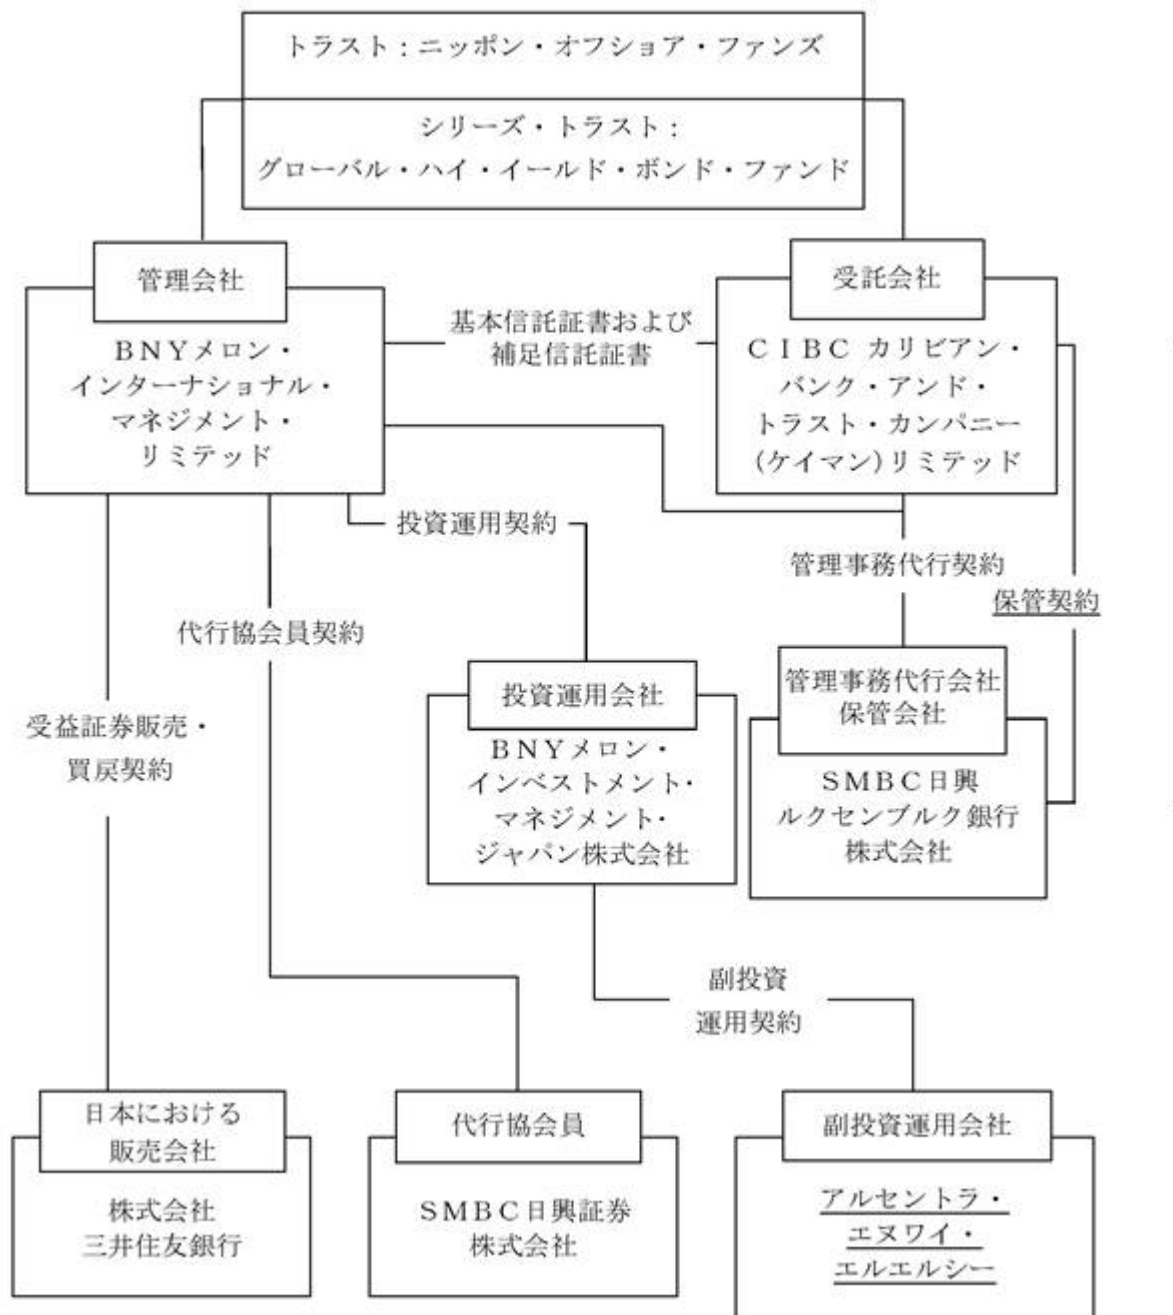 トラスト：ニッポン・オフショア・ファンズ
シリーズ・トラスト：
グローバル・ハイ・イールド・ボンド・ファンド
管理会社
BNYメロン・
インターナショナル・
マネジメント・
リミテッド
基本信託証書および
補足信託証書
受託会社
CIBC カリビアン・
バンク・アンド・
トラスト・カンパニー
(ケイマン)リミテッド
投資運用契約
管理事務代行契約
保管契約
代行協会員契約
受益証券販売・
買戻契約
投資運用会社
BNYメロン・
インベストメント・
マネジメント・
ジャパン株式会社
管理事務代行会社
保管会社
SMBC日興
ルクセンブルク銀行
株式会社
副投資
運用契約
日本における
販売会社
株式会社
三井住友銀行
代行協会員
SMBC日興証券
株式会社
副投資運用会社
アルセントラ・
エヌワイ・
エルエルシー